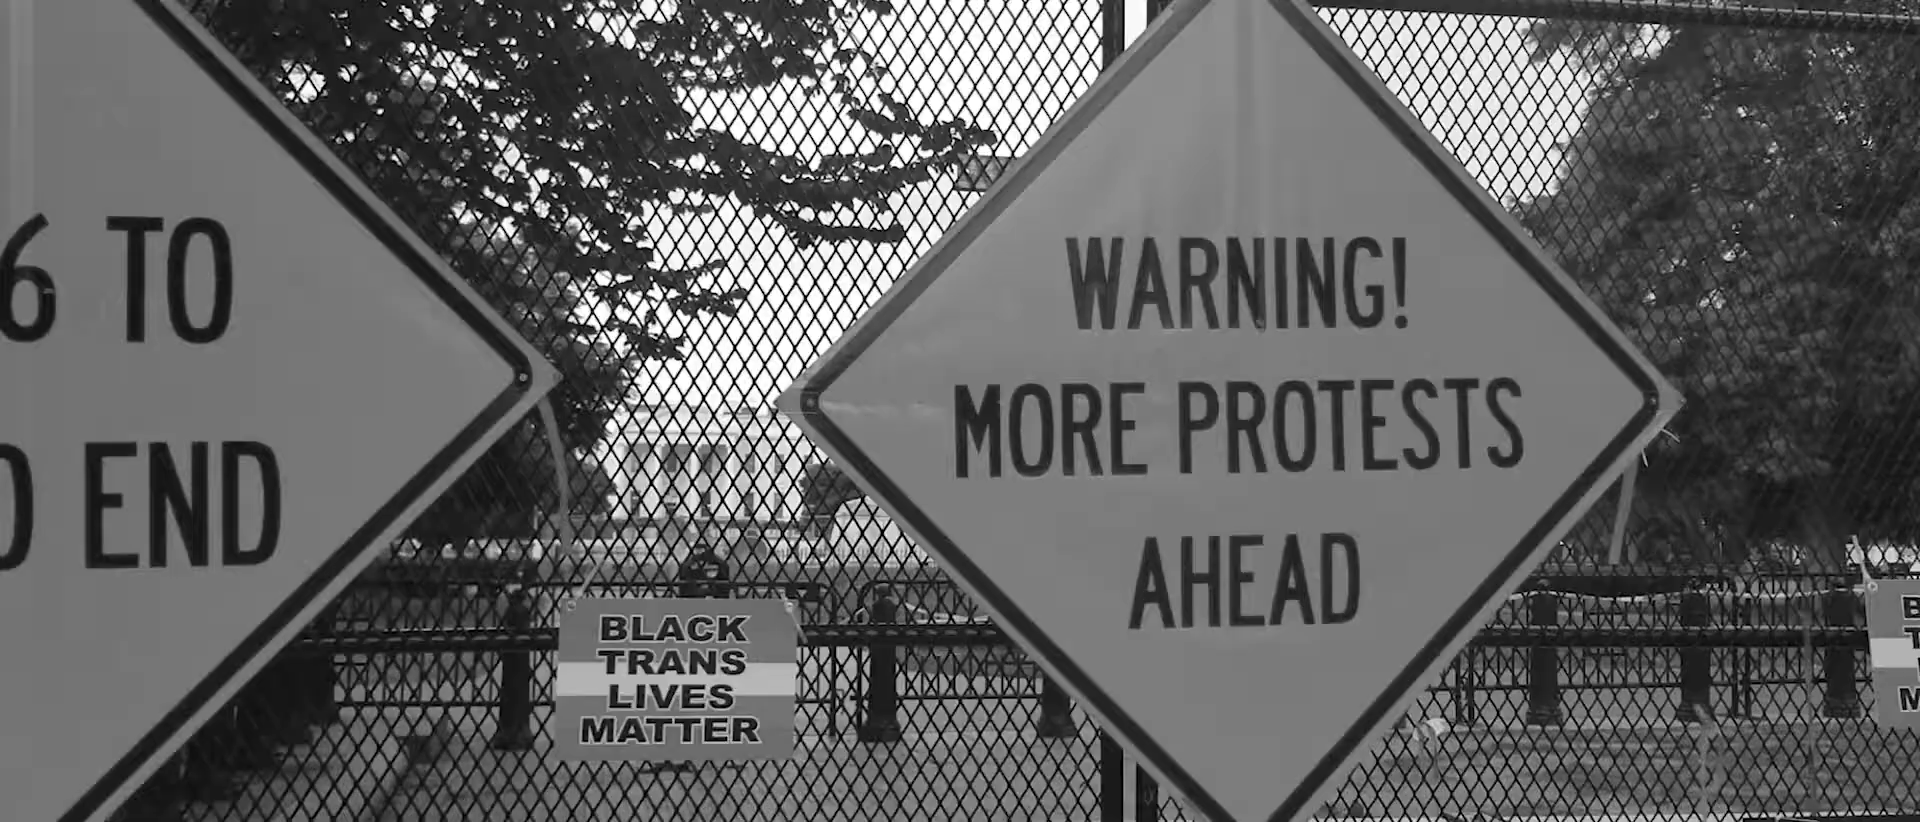 6 TO
END
WARNING!
MORE PROTESTS
AHEAD
BLACK
TRANS
LIVES
MATTER